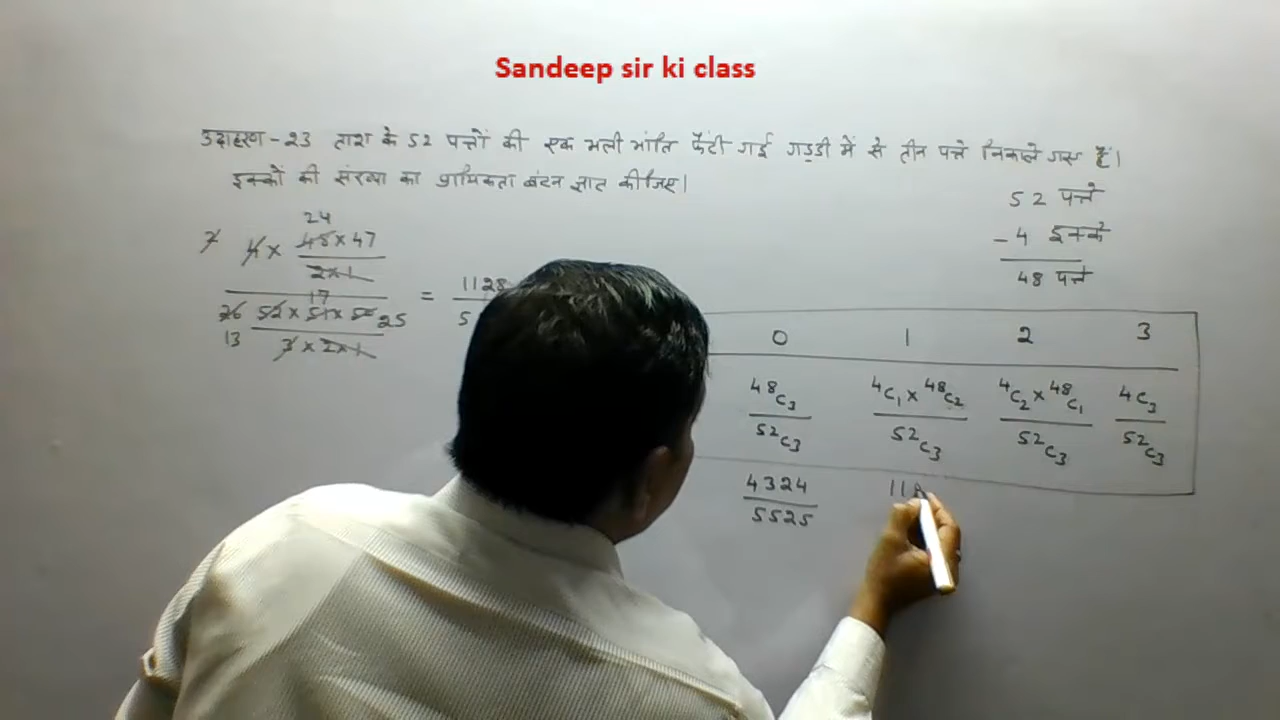 Sandeep sir ki class
उदाहरण-23 ताश के 52 पत्तों की एक भली भांति फैंटी गई गड्डी में से तीन पत्ते निकाले गए हैं।
इक्कों की संख्या का प्रायिकता बंटन ज्ञात कीजिए।
52 पत्ते
- 4 इक्के
48 पत्ते
24
4 × 48×47
2×1
17
26 52 × 51 × 50 25
13 3 × 2×1
= 1128
5
0 1 2 3
48C3 4C1 × 48C2 4C2 × 48C1 4C3
52C3 52C3 52C3 52C3
4324 11
5525